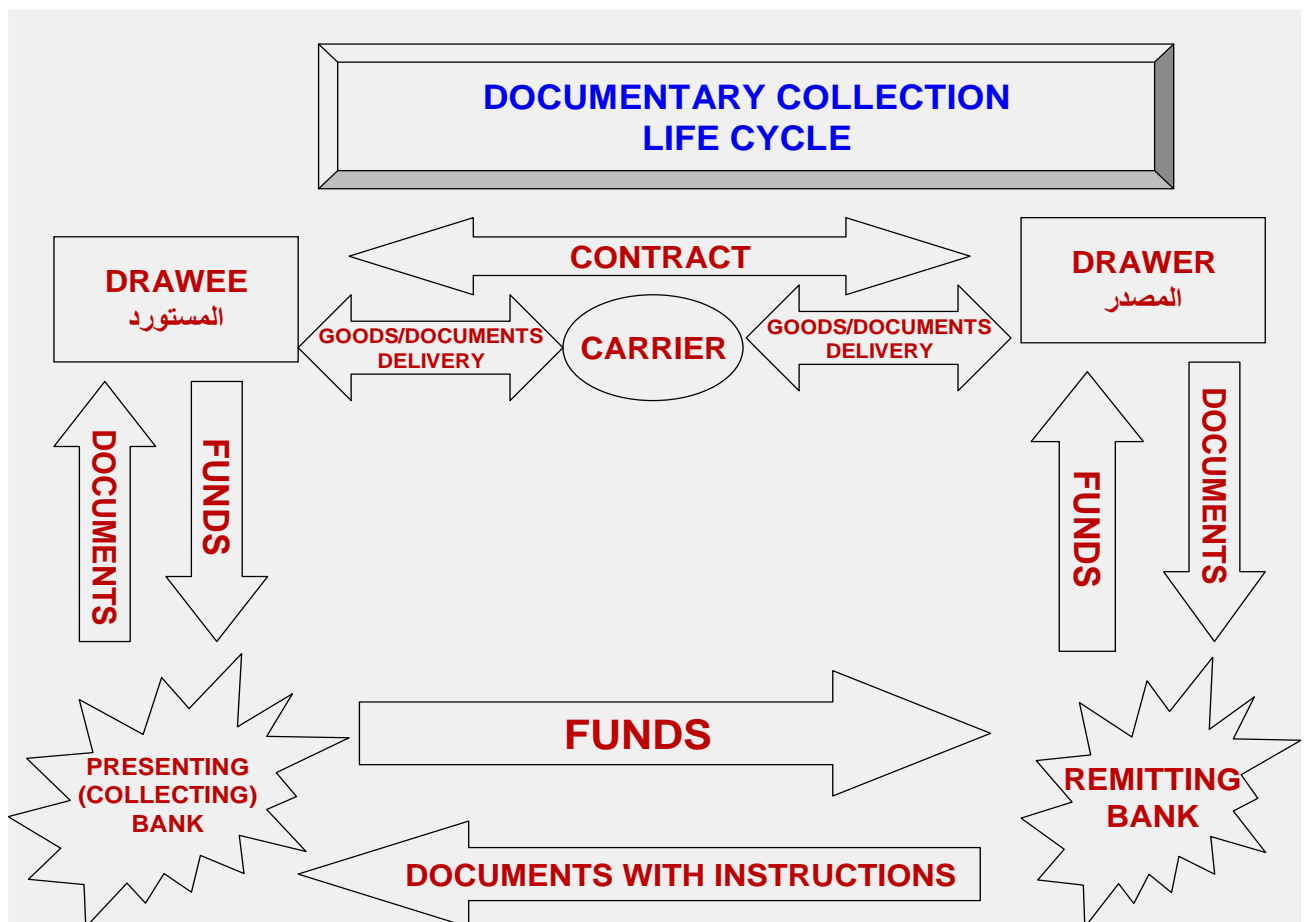 DOCUMENTARY COLLECTION
LIFE CYCLE
DRAWEE
المستورد
CONTRACT
DRAWER
المصدر
GOODS/DOCUMENTS
DELIVERY
CARRIER
GOODS/DOCUMENTS
DELIVERY
DOCUMENTS
FUNDS
FUNDS
DOCUMENTS
PRESENTING
(COLLECTING)
BANK
FUNDS
REMITTING
BANK
DOCUMENTS WITH INSTRUCTIONS